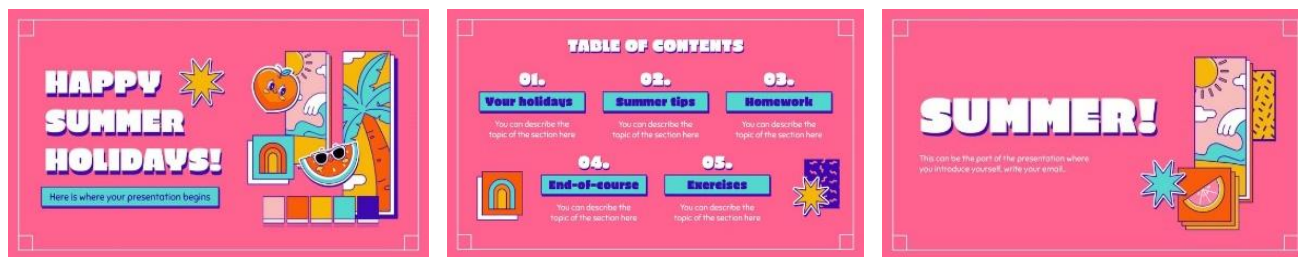 HAPPY
SUMMER
HOLIDAYS!
Here is where your presentation begins
TABLE OF CONTENTS
01.
02.
03.
Your holidays
Summer tips
Homework
You can describe the
topic of the section here
You can describe the
topic of the section here
You can describe the
topic of the section here
04.
05.
End-of-course
Exercises
You can describe the
topic of the section here
You can describe the
topic of the section here
SUMMER!
This can be the part of the presentation where
you introduce yourself, write your email.